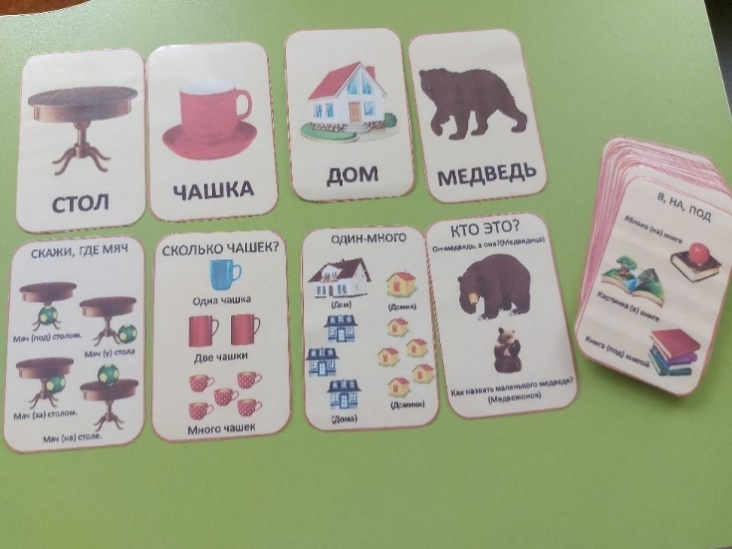 СТОЛ
ЧАШКА
ДОМ
МЕДВЕДЬ
СКАЖИ, ГДЕ МЯЧ
Мяч (под) столом.
Мяч (у) стола
Мяч (за) столом.
Мяч (на) столе.
СКОЛЬКО ЧАШЕК?
Одна чашка
Две чашки
Много чашек
ОДИН-МНОГО
(Дом)
(Домик)
(Дома)
(Домики)
КТО ЭТО?
Он-медведь, а она?(Медведица)
Как назвать маленького медведя?
(Медвежонок)
В, НА, ПОД
Яблоко (на) книге
Картинка (в) книге
Книга (под) книгой